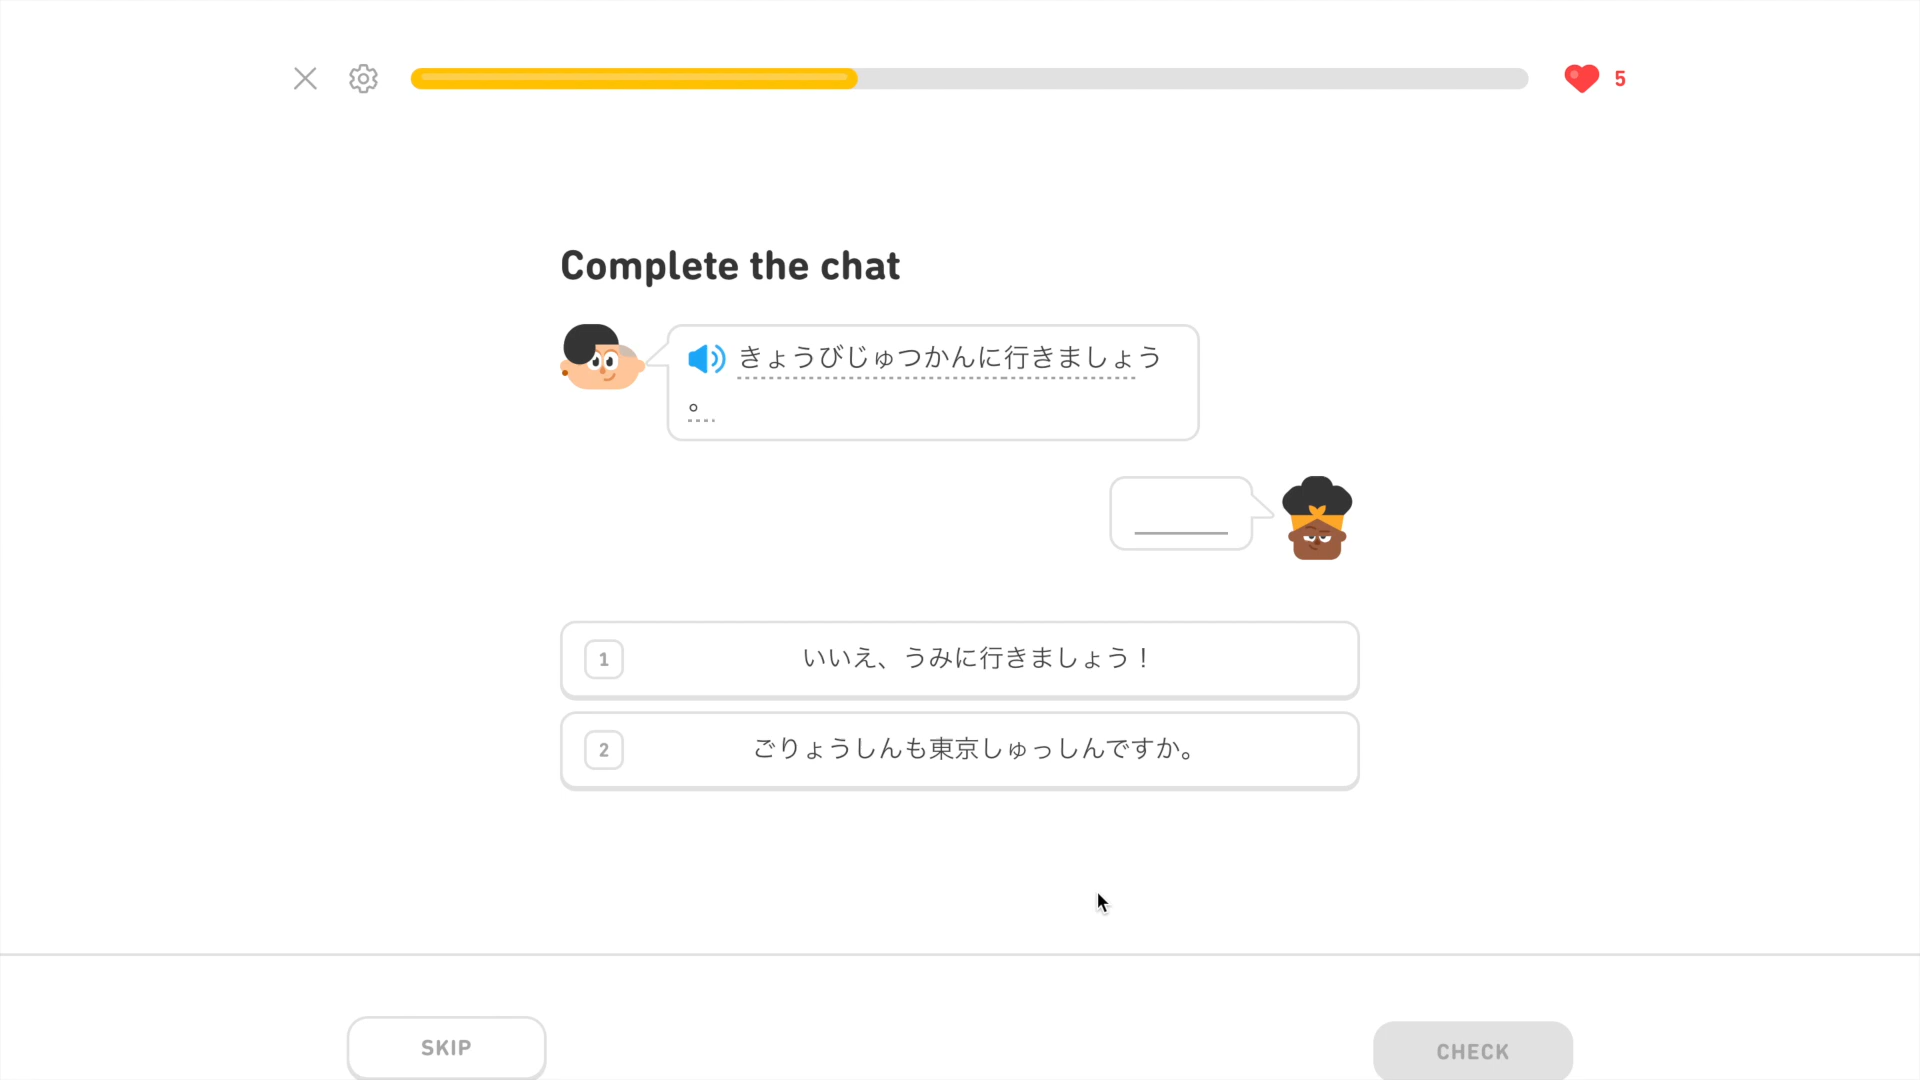 5
Complete the chat
きょうびじゅつかんに行きましょう
。
1 いいえ、うみに行きましょう！
2 ごりょうしんも東京しゅっしんですか。
SKIP
CHECK